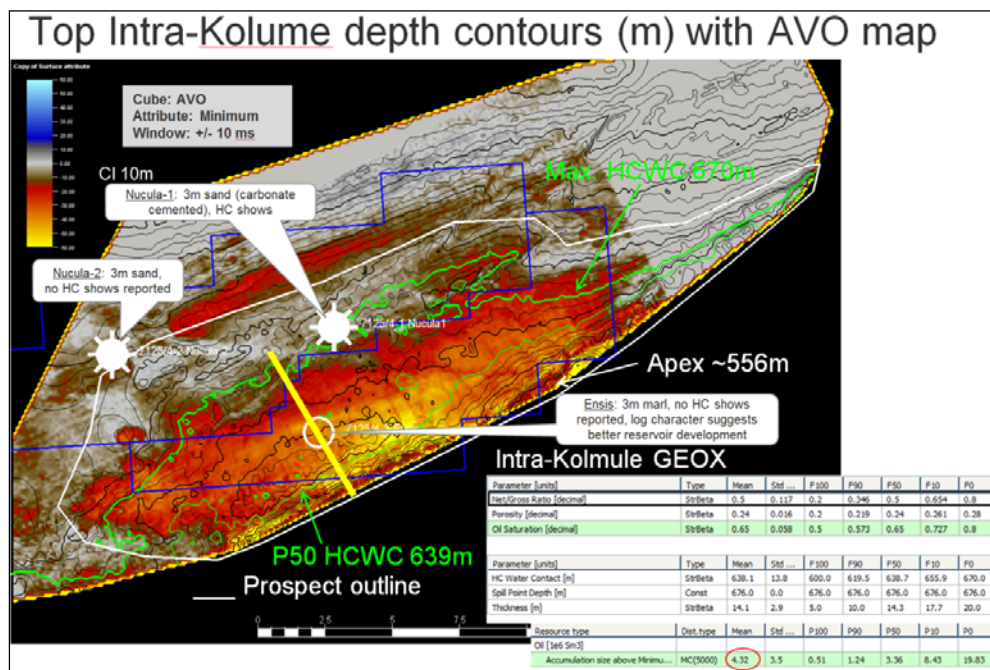 Top Intra-Kolume depth contours (m) with AVO map
Copy of Surface attribute
Cube: AVO
Attribute: Minimum
Window: +/- 10 ms
CI 10m
Nucula-1: 3m sand (carbonate
cemented), HC shows
Max. HCWC 670m
Nucula-2: 3m sand,
no HC shows reported
Nucula1
Apex ~556m
Ensis: 3m marl, no HC shows
reported, log character suggests
better reservoir development
Intra-Kolmule GEOX
P50 HCWC 639m
Prospect outline
0.0
2.5
5.0
7.5
Parameter [units] Type Mean Std ... F100 F90 F50 F10 F0
Net/Gross Ratio [decimal] StrBeta 0.5 0.117 0.2 0.346 0.5 0.654 0.8
Porosity [decimal] StrBeta 0.24 0.016 0.2 0.219 0.24 0.261 0.28
Oil Saturation [decimal] StrBeta 0.65 0.058 0.5 0.573 0.65 0.727 0.8
Parameter [units] Type Mean Std ... F100 F90 F50 F10 F0
HC Water Contact [m] StrBeta 638.1 13.8 600.0 619.5 638.7 655.9 670.0
Spill Point Depth [m] Const 676.0 0.0 676.0 676.0 676.0 676.0 676.0
Thickness [m] StrBeta 14.1 2.9 5.0 10.0 14.3 17.7 20.0
Resource type Dist.type Mean Std ... P100 P90 P50 P10 P0
Oil [1e6 Sm3]
Accumulation size above Minimu... MC(5000) 4.32 3.5 0.51 1.24 3.36 8.43 19.83